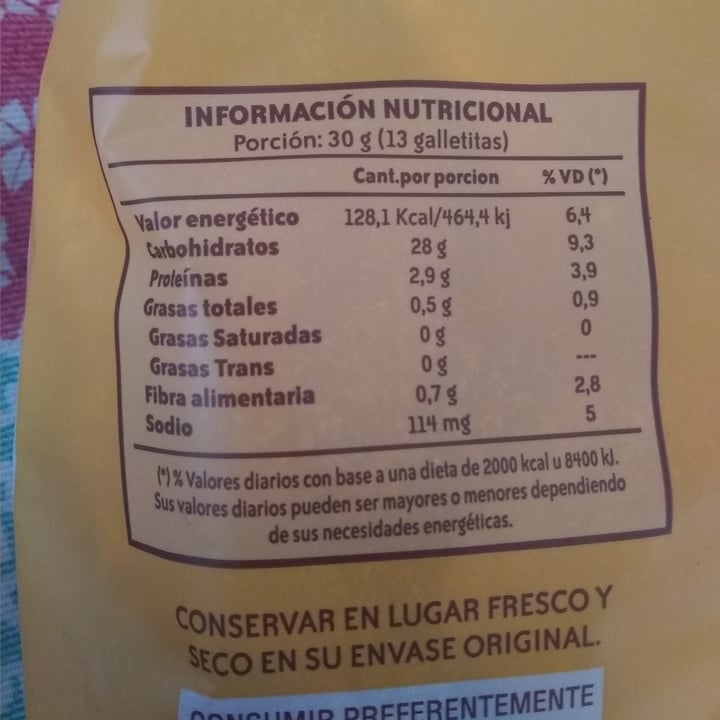 INFORMACIÓN NUTRICIONAL
Porción: 30 g (13 galletitas)
Cant.por porcion % VD (*)
Valor energético 128,1 Kcal/464,4 kj 6,4
Carbohidratos 28 g 9,3
Proteínas 2,9 g 3,9
Grasas totales 0,5 g 0,9
Grasas Saturadas 0 g 0
Grasas Trans 0 g ---
Fibra alimentaria 0,7 g 2,8
Sodio 114 mg 5
(*) % Valores diarios con base a una dieta de 2000 kcal u 8400 kJ.
Sus valores diarios pueden ser mayores o menores dependiendo
de sus necesidades energéticas.
CONSERVAR EN LUGAR FRESCO Y
SECO EN SU ENVASE ORIGINAL.
CONSUMIR PREFERENTEMENTE